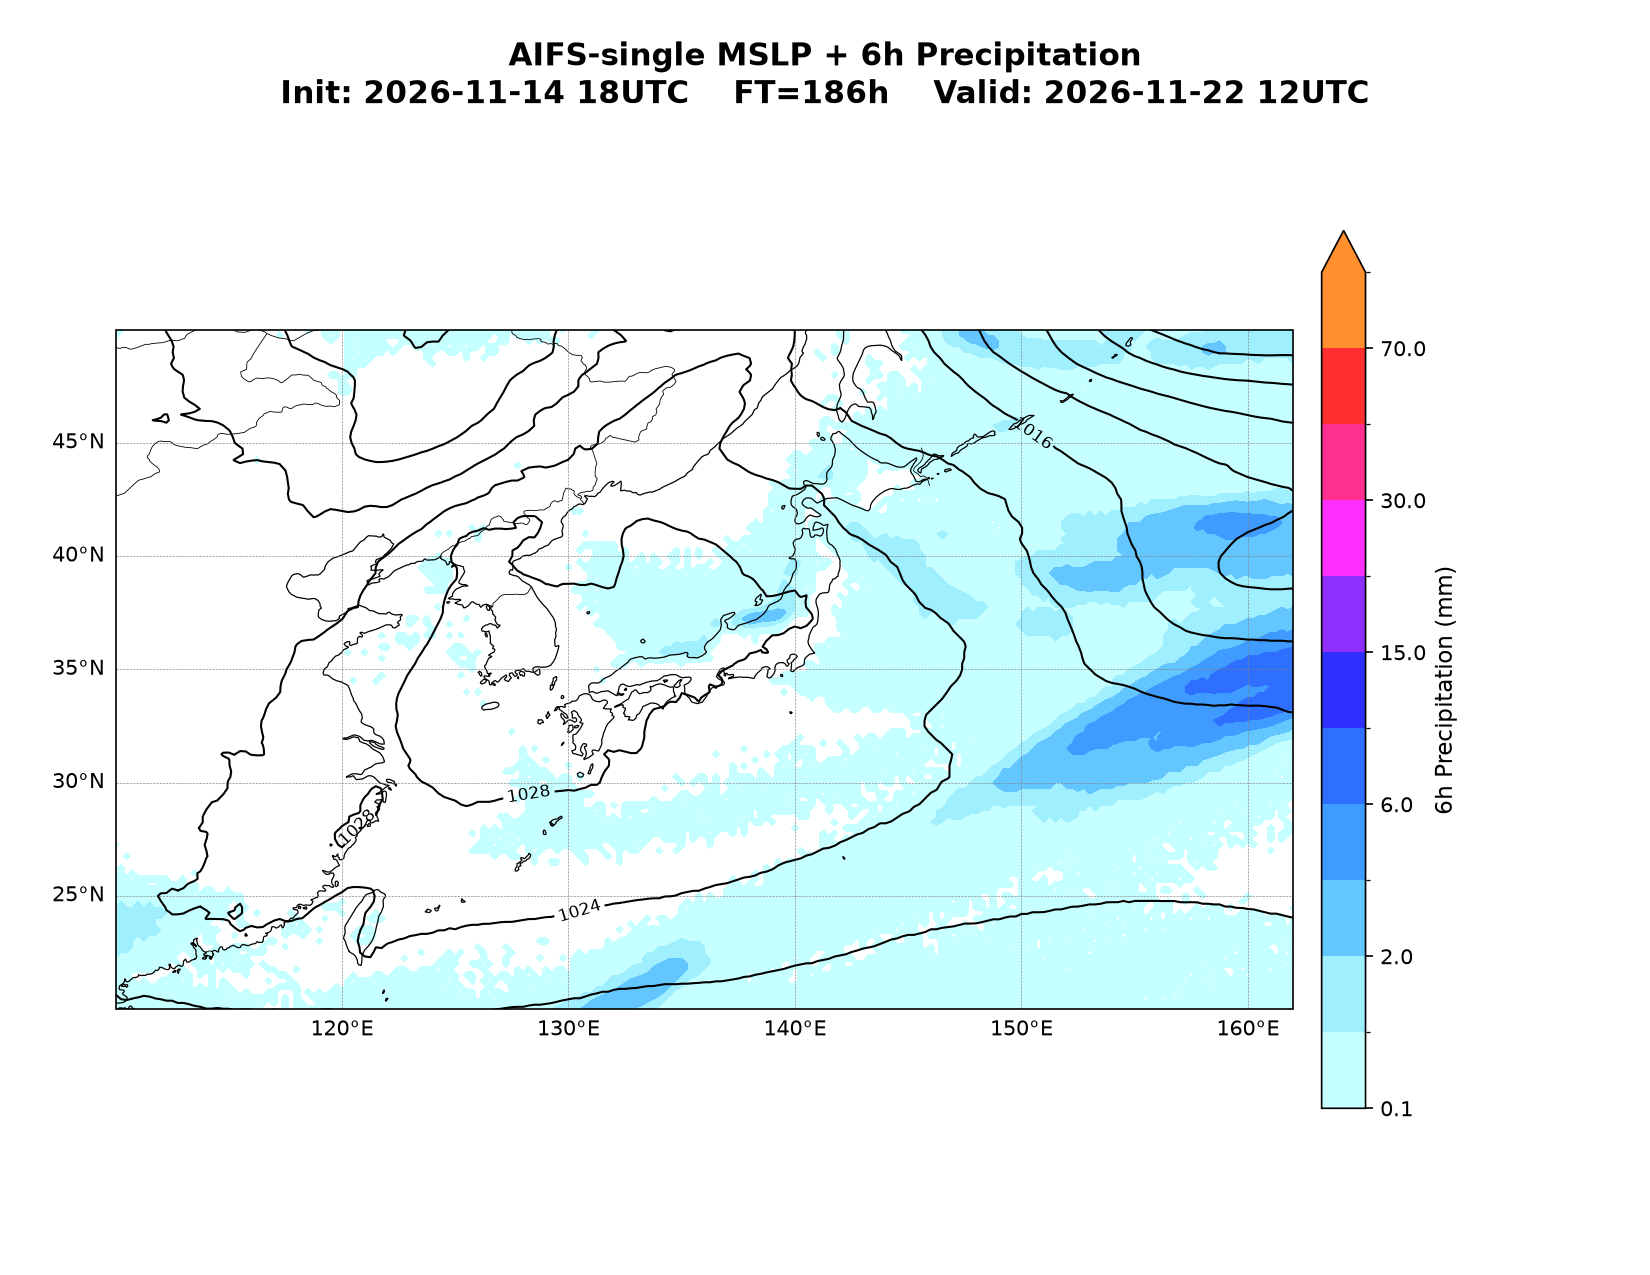 AIFS-single MSLP + 6h Precipitation
Init: 2026-11-14 18UTC    FT=186h    Valid: 2026-11-22 12UTC
70.0
30.0
15.0
6.0
2.0
0.1
6h Precipitation (mm)
45°N
40°N
35°N
30°N
25°N
120°E
130°E
140°E
150°E
160°E
1016
1028
1028
1024